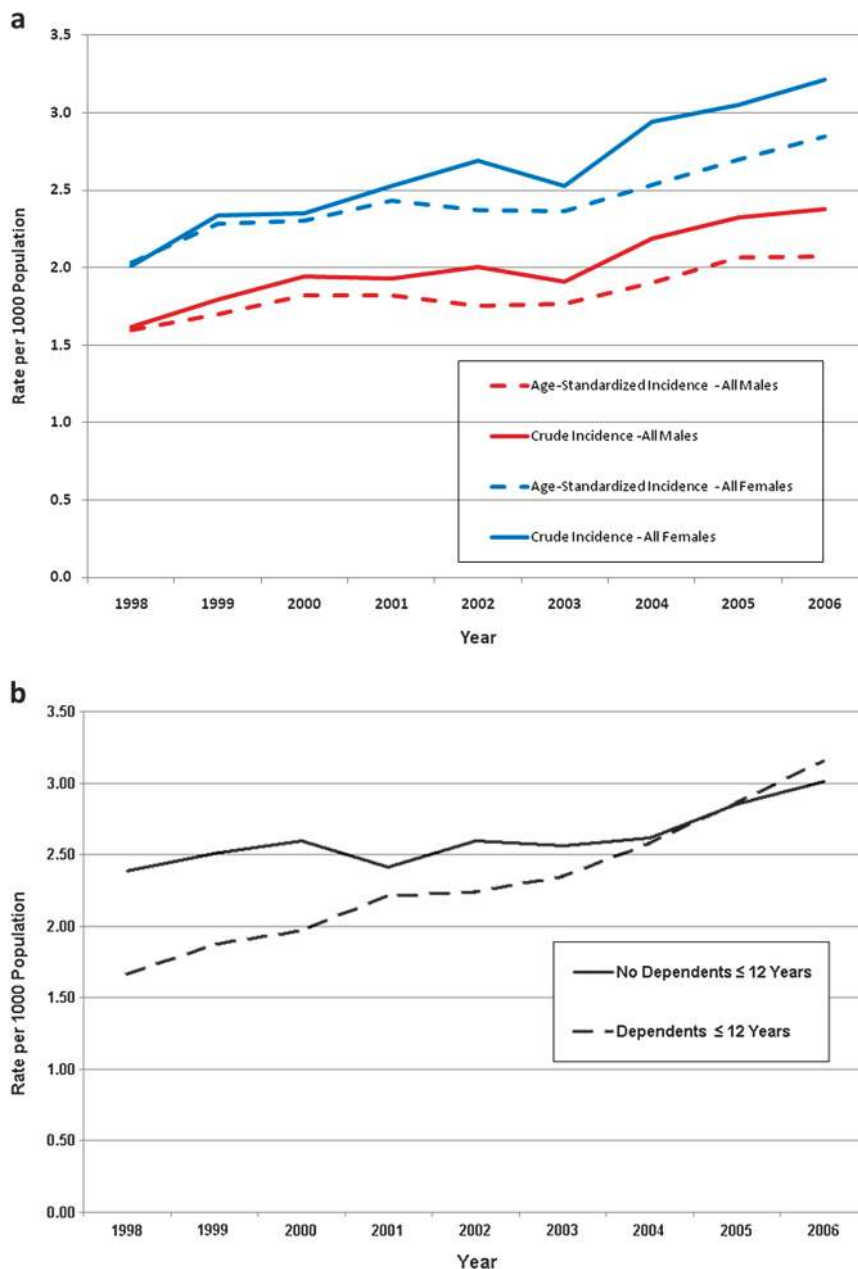 a
3.5
3.0
2.5
2.0
1.5
1.0
0.5
0.0
Rate per 1000 Population
Age-Standardized Incidence - All Males
Crude Incidence -All Males
Age-Standardized Incidence - All Females
Crude Incidence - All Females
1998 1999 2000 2001 2002 2003 2004 2005 2006
Year
b
3.50
3.00
2.50
2.00
1.50
1.00
0.50
0.00
Rate per 1000 Population
No Dependents ≤ 12 Years
Dependents ≤ 12 Years
1998 1999 2000 2001 2002 2003 2004 2005 2006
Year